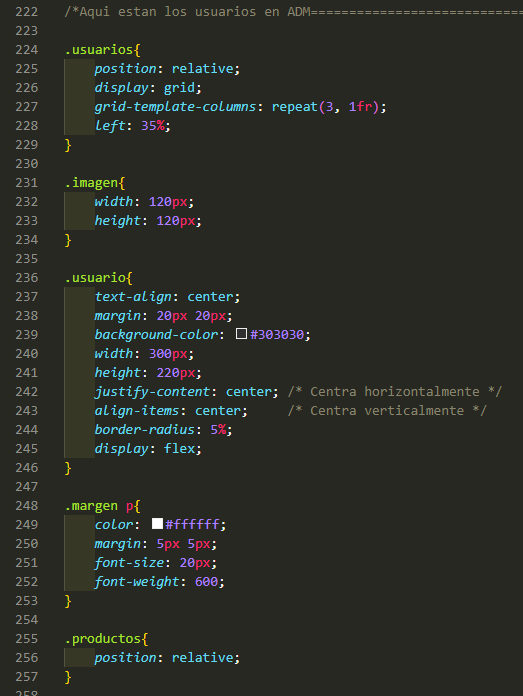 222 /*Aqui estan los usuarios en ADM============================
223
224 .usuarios{
225 position: relative;
226 display: grid;
227 grid-template-columns: repeat(3, 1fr);
228 left: 35%;
229 }
230
231 .imagen{
232 width: 120px;
233 height: 120px;
234 }
235
236 .usuario{
237 text-align: center;
238 margin: 20px 20px;
239 background-color: #303030;
240 width: 300px;
241 height: 220px;
242 justify-content: center; /* Centra horizontalmente */
243 align-items: center; /* Centra verticalmente */
244 border-radius: 5%;
245 display: flex;
246 }
247
248 .margen p{
249 color: #ffffff;
250 margin: 5px 5px;
251 font-size: 20px;
252 font-weight: 600;
253 }
254
255 .productos{
256 position: relative;
257 }
258